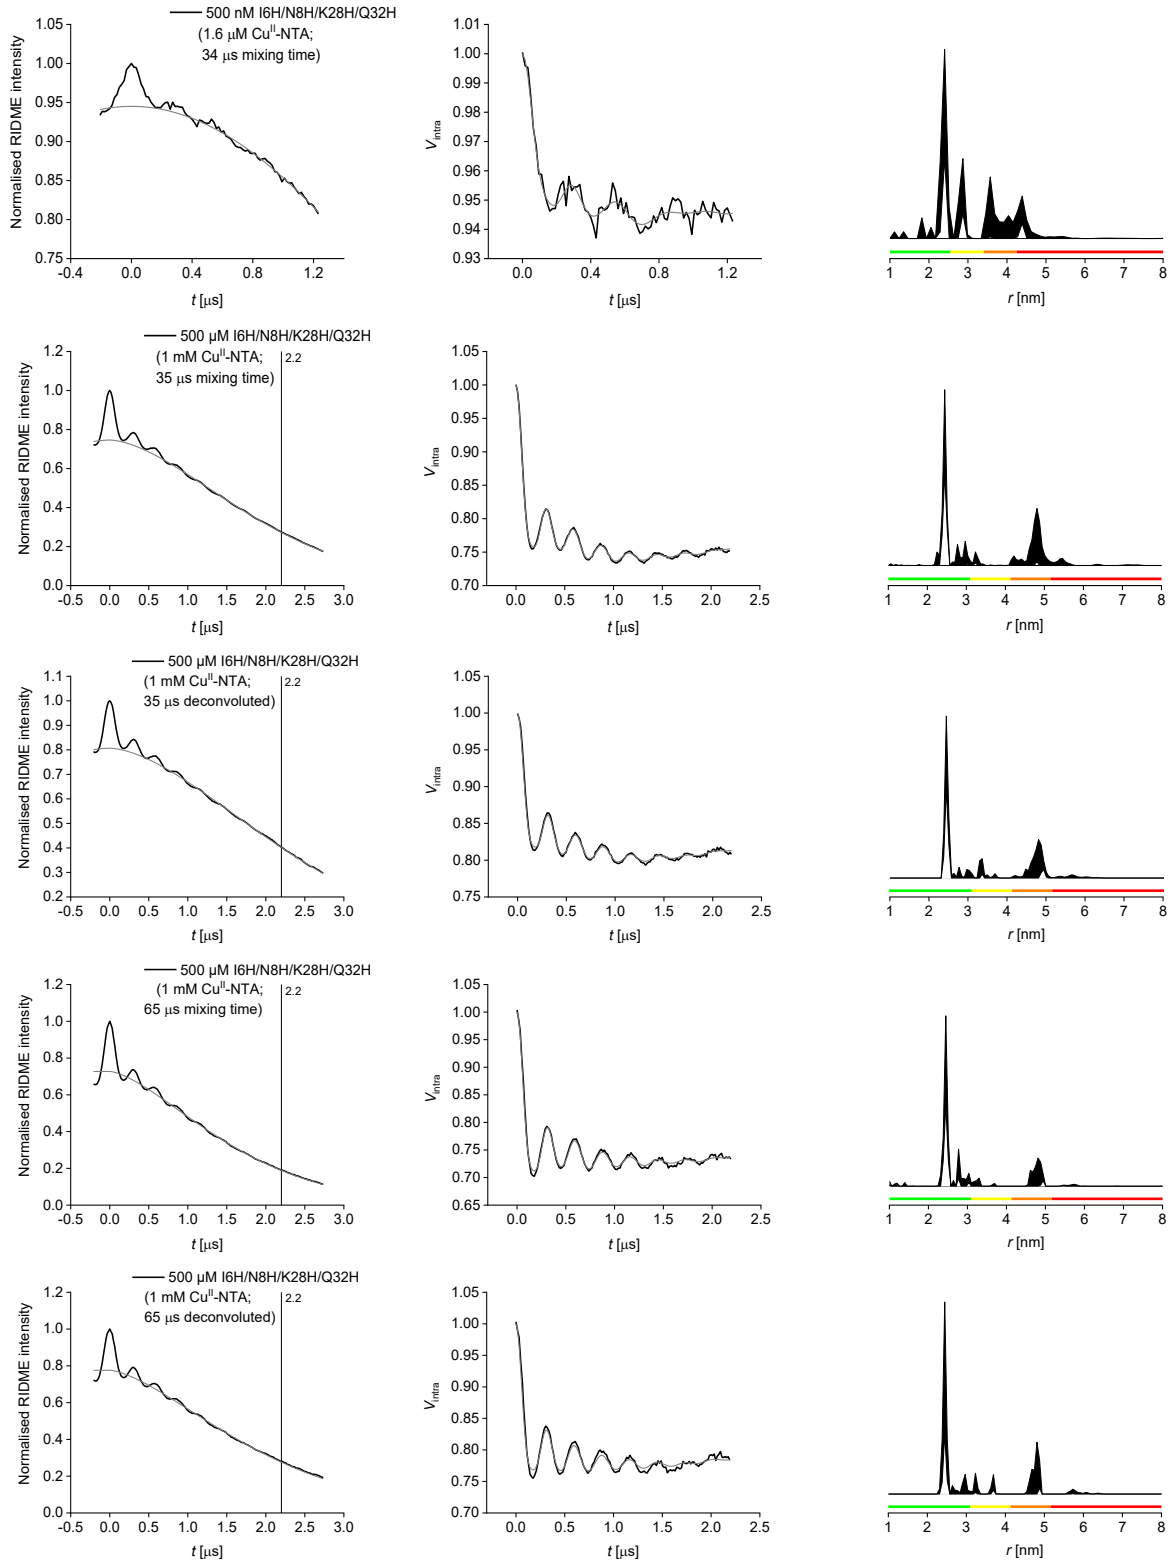 500 nM I6H/N8H/K28H/Q32H
(1.6 μM Cuᴵᴵ-NTA;
34 μs mixing time)
Normalised RIDME intensity
1.05
1.00
0.95
0.90
0.85
0.80
0.75
-0.4 0.0 0.4 0.8 1.2
t [μs]
Vintra
1.01
1.00
0.99
0.98
0.97
0.96
0.95
0.94
0.93
0.0 0.4 0.8 1.2
t [μs]
1 2 3 4 5 6 7 8
r [nm]
500 μM I6H/N8H/K28H/Q32H
(1 mM Cuᴵᴵ-NTA;
35 μs mixing time)
2.2
Normalised RIDME intensity
1.2
1.0
0.8
0.6
0.4
0.2
0.0
-0.5 0.0 0.5 1.0 1.5 2.0 2.5 3.0
t [μs]
Vintra
1.05
1.00
0.95
0.90
0.85
0.80
0.75
0.70
0.0 0.5 1.0 1.5 2.0 2.5
t [μs]
1 2 3 4 5 6 7 8
r [nm]
500 μM I6H/N8H/K28H/Q32H
(1 mM Cuᴵᴵ-NTA;
35 μs deconvoluted)
2.2
Normalised RIDME intensity
1.1
1.0
0.9
0.8
0.7
0.6
0.5
0.4
0.3
0.2
-0.5 0.0 0.5 1.0 1.5 2.0 2.5 3.0
t [μs]
Vintra
1.05
1.00
0.95
0.90
0.85
0.80
0.75
0.0 0.5 1.0 1.5 2.0 2.5
t [μs]
1 2 3 4 5 6 7 8
r [nm]
500 μM I6H/N8H/K28H/Q32H
(1 mM Cuᴵᴵ-NTA;
65 μs mixing time)
2.2
Normalised RIDME intensity
1.2
1.0
0.8
0.6
0.4
0.2
0.0
-0.5 0.0 0.5 1.0 1.5 2.0 2.5 3.0
t [μs]
Vintra
1.05
1.00
0.95
0.90
0.85
0.80
0.75
0.70
0.65
0.0 0.5 1.0 1.5 2.0 2.5
t [μs]
1 2 3 4 5 6 7 8
r [nm]
500 μM I6H/N8H/K28H/Q32H
(1 mM Cuᴵᴵ-NTA;
65 μs deconvoluted)
2.2
Normalised RIDME intensity
1.2
1.0
0.8
0.6
0.4
0.2
0.0
-0.5 0.0 0.5 1.0 1.5 2.0 2.5 3.0
t [μs]
Vintra
1.05
1.00
0.95
0.90
0.85
0.80
0.75
0.70
0.0 0.5 1.0 1.5 2.0 2.5
t [μs]
1 2 3 4 5 6 7 8
r [nm]